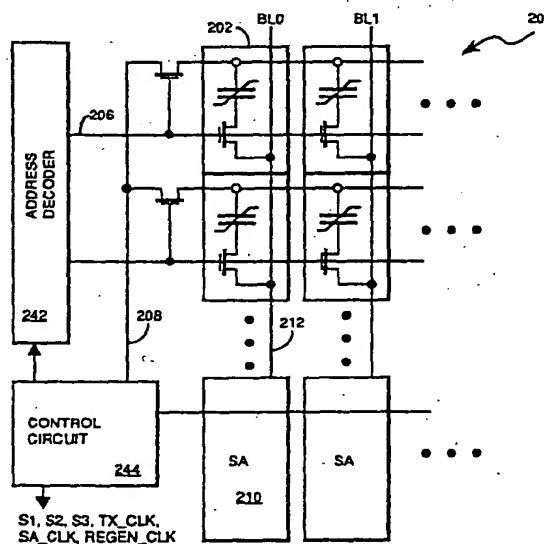 BL0
BL1
20
202
206
ADDRESS
DECODER
242
208
212
CONTROL
CIRCUIT
244
SA
210
SA
S1, S2, S3, TX_CLK,
SA_CLK, REGEN_CLK